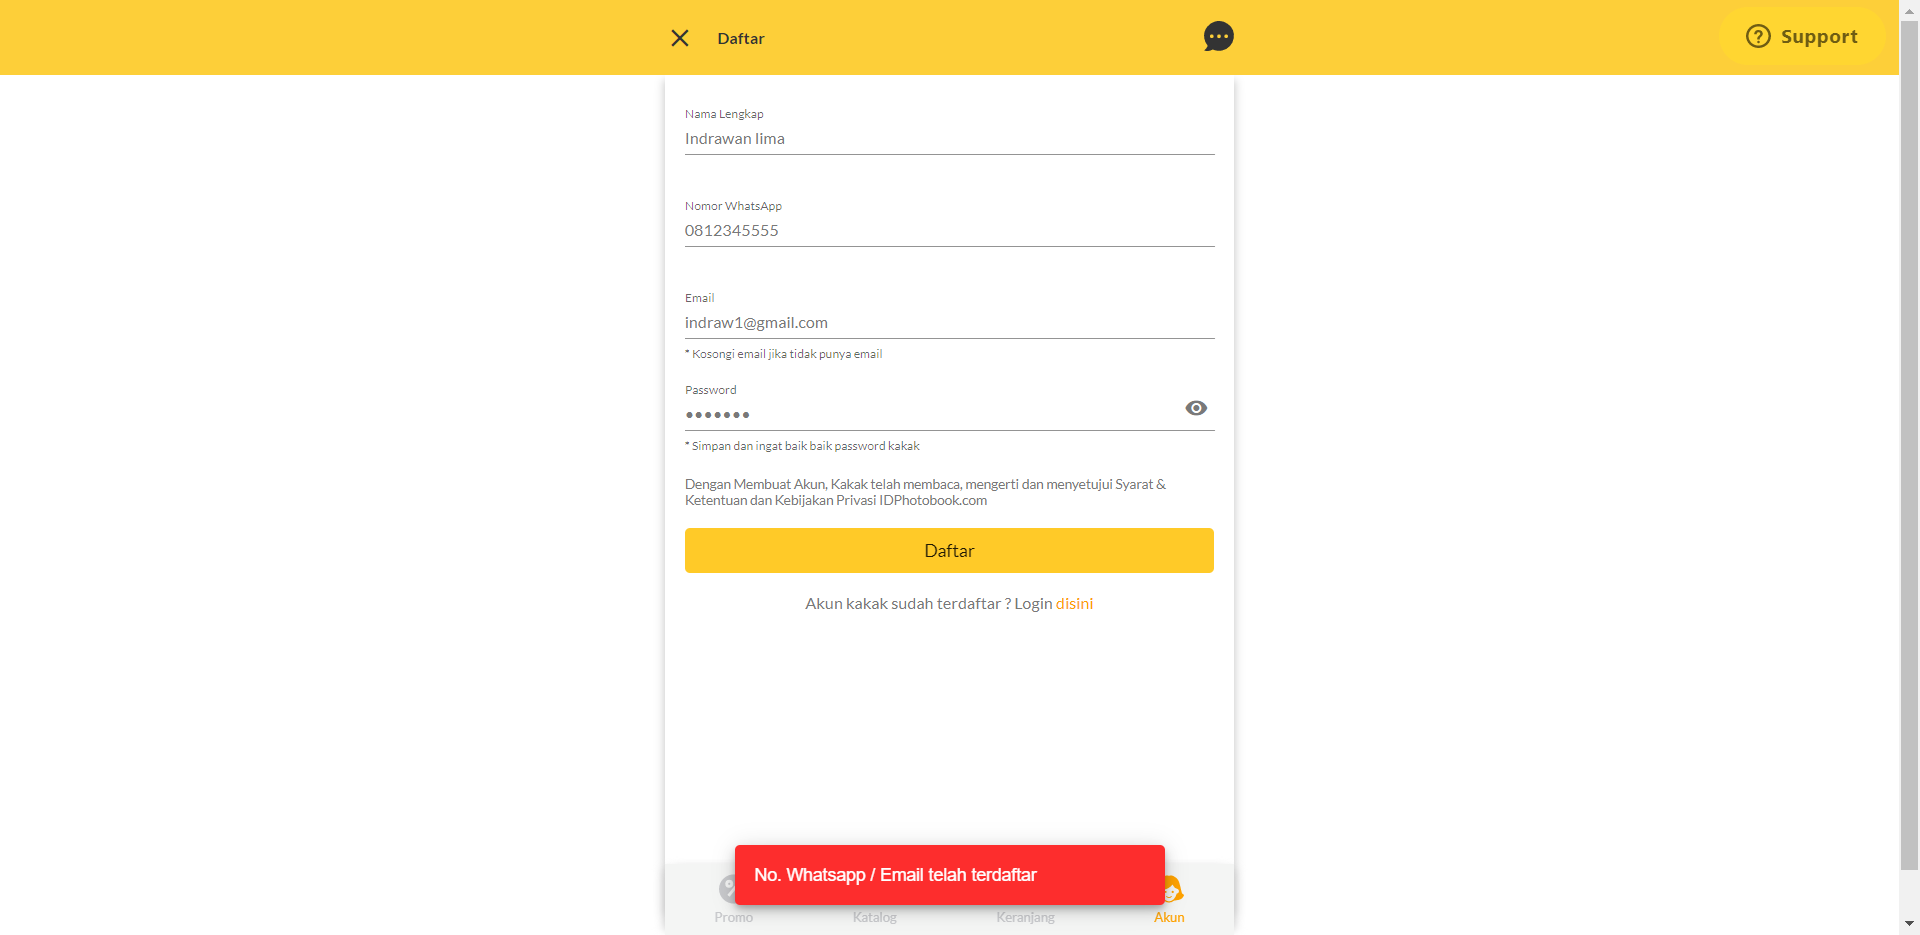 Daftar
Support
Nama Lengkap
Indrawan lima
Nomor WhatsApp
0812345555
Email
indraw1@gmail.com
* Kosongi email jika tidak punya email
Password
•••••••
* Simpan dan ingat baik baik password kakak
Dengan Membuat Akun, Kakak telah membaca, mengerti dan menyetujui Syarat &
Ketentuan dan Kebijakan Privasi IDPhotobook.com
Daftar
Akun kakak sudah terdaftar ? Login disini
No. Whatsapp / Email telah terdaftar
Promo
Katalog
Keranjang
Akun